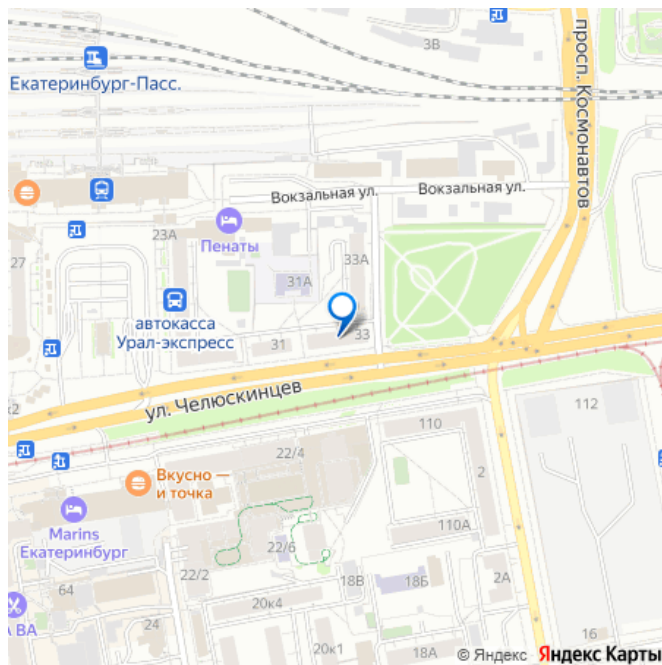 3В
просп. Космонавтов
Екатеринбург-Пасс.
Вокзальная ул.
Вокзальная ул.
23А
Пенаты
27
33А
31А
автокасса
Урал-экспресс
31
33
ул. Челюскинцев
к2
110
112
22/4
2
Вкусно —
и точка
Marins
Екатеринбург
110А
22/6
22/2
18В
18Б
2А
64
20к4
А ВА
24
20к1
18А
16
© Яндекс Яндекс Карты